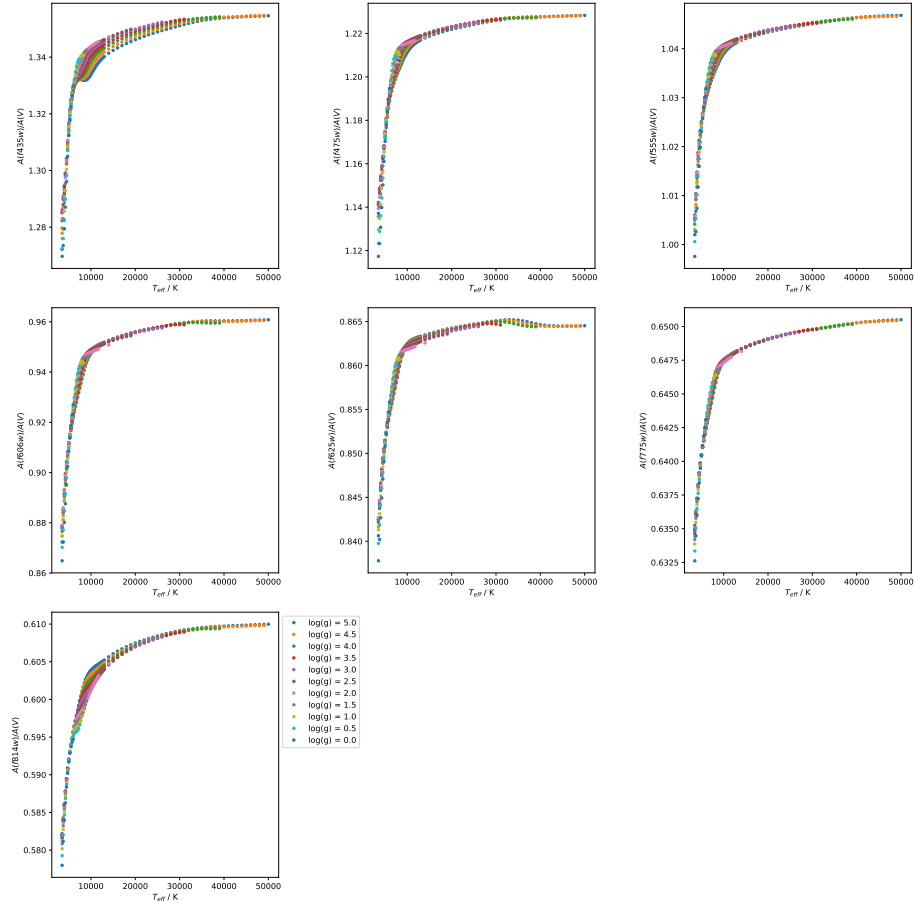 A(f435w)/A(V)
1.34
1.32
1.30
1.28
10000 20000 30000 40000 50000
T_eff / K
A(f475w)/A(V)
1.22
1.20
1.18
1.16
1.14
1.12
10000 20000 30000 40000 50000
T_eff / K
A(f555w)/A(V)
1.04
1.03
1.02
1.01
1.00
10000 20000 30000 40000 50000
T_eff / K
A(f606w)/A(V)
0.96
0.94
0.92
0.90
0.88
0.86
10000 20000 30000 40000 50000
T_eff / K
A(f625w)/A(V)
0.865
0.860
0.855
0.850
0.845
0.840
10000 20000 30000 40000 50000
T_eff / K
A(f775w)/A(V)
0.6500
0.6475
0.6450
0.6425
0.6400
0.6375
0.6350
0.6325
10000 20000 30000 40000 50000
T_eff / K
A(f814w)/A(V)
0.610
0.605
0.600
0.595
0.590
0.585
0.580
10000 20000 30000 40000 50000
T_eff / K
log(g) = 5.0
log(g) = 4.5
log(g) = 4.0
log(g) = 3.5
log(g) = 3.0
log(g) = 2.5
log(g) = 2.0
log(g) = 1.5
log(g) = 1.0
log(g) = 0.5
log(g) = 0.0